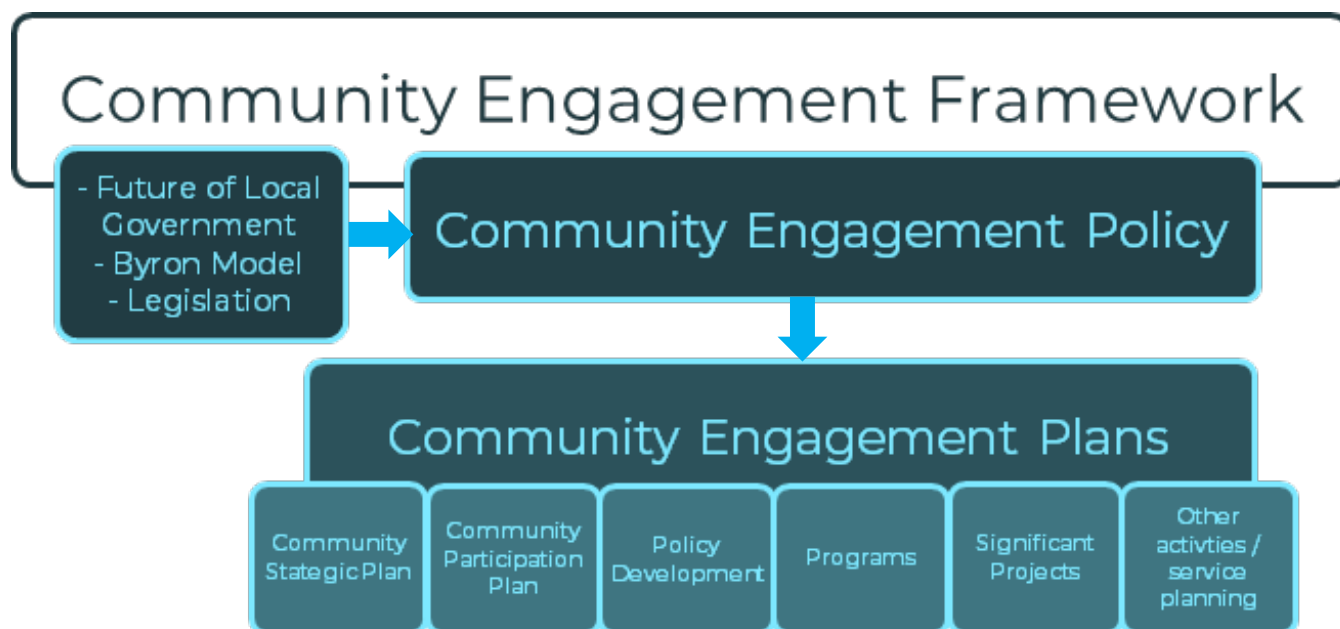 Community Engagement Framework
- Future of Local
Government
- Byron Model
- Legislation
Community Engagement Policy
Community Engagement Plans
Community
Stategic Plan
Community
Participation
Plan
Policy
Development
Programs
Significant
Projects
Other
activties /
service
planning